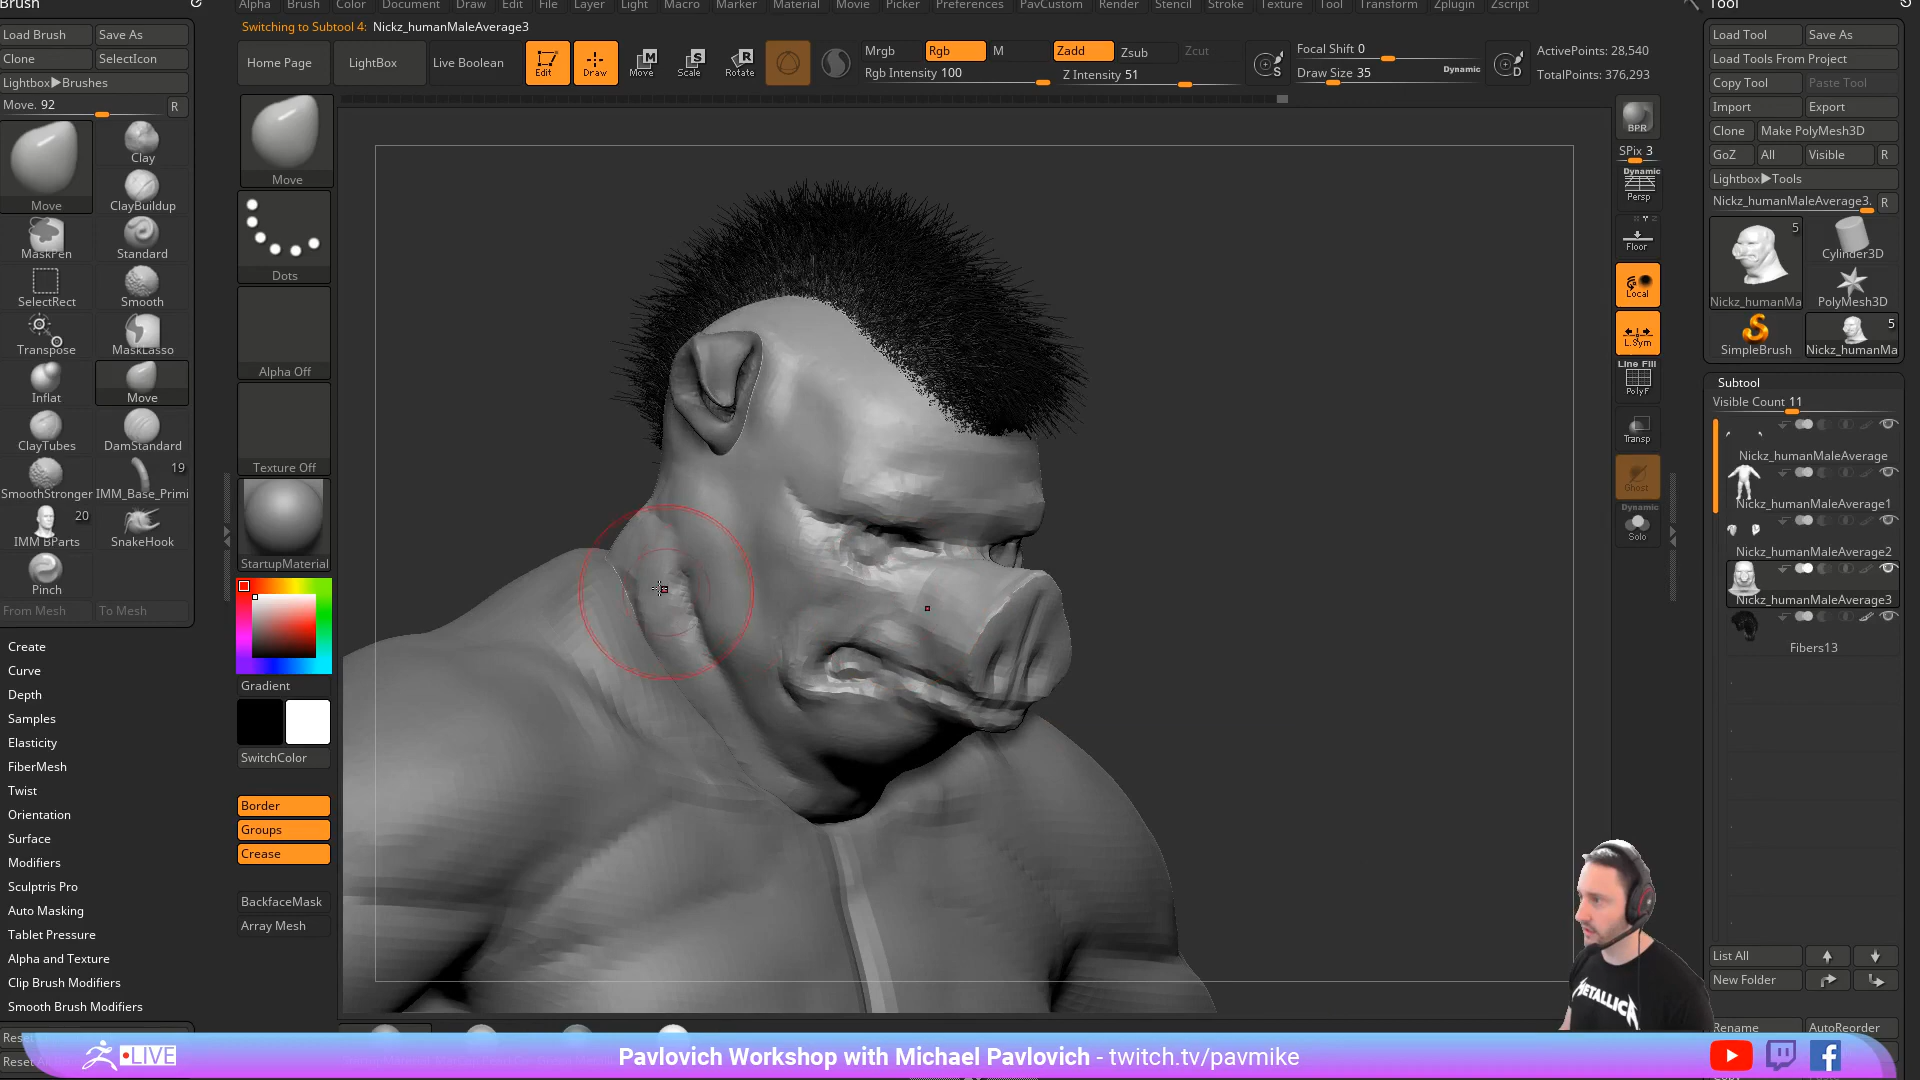 Brush
Alpha Brush Color Document Draw Edit File Layer Light Macro Marker Material Movie Picker Preferences PavCustom Render Stencil Stroke Texture Tool Transform Zplugin Zscript
Tool
Switching to Subtool 4: Nickz_humanMaleAverage3
Load Brush Save As
Clone SelectIcon
Lightbox▶Brushes
Move. 92 R
Home Page LightBox Live Boolean Edit Draw Move Scale Rotate
Mrgb Rgb M Zadd Zsub Zcut
Rgb Intensity 100 Z Intensity 51
Focal Shift 0
Draw Size 35 Dynamic
ActivePoints: 28,540
TotalPoints: 376,293
Load Tool Save As
Load Tools From Project
Copy Tool Paste Tool
Import Export
Clone Make PolyMesh3D
GoZ All Visible R
Lightbox▶Tools
Nickz_humanMaleAverage3. R
5
Nickz_humanMa Cylinder3D
PolyMesh3D
SimpleBrush 5 Nickz_humanMa
Move Clay
ClayBuildup
MaskPen Standard
SelectRect Smooth
Transpose MaskLasso
Inflat Move
ClayTubes DamStandard
SmoothStronger 19 IMM_Base_Primi
20 IMM BParts SnakeHook
Pinch
From Mesh To Mesh
Create
Curve
Depth
Samples
Elasticity
FiberMesh
Twist
Orientation
Surface
Modifiers
Sculptris Pro
Auto Masking
Tablet Pressure
Alpha and Texture
Clip Brush Modifiers
Smooth Brush Modifiers
Move
Dots
Alpha Off
Texture Off
StartupMaterial
Gradient
SwitchColor
Border
Groups
Crease
BackfaceMask
Array Mesh
BPR
SPix 3
Dynamic
Persp
Floor
Local
L.Sym
Line Fill
PolyF
Transp
Ghost
Dynamic
Solo
Subtool
Visible Count 11
Nickz_humanMaleAverage
Nickz_humanMaleAverage1
Nickz_humanMaleAverage2
Nickz_humanMaleAverage3
Fibers13
List All
New Folder
Rename AutoReorder
METALLICA
LIVE
Pavlovich Workshop with Michael Pavlovich - twitch.tv/pavmike